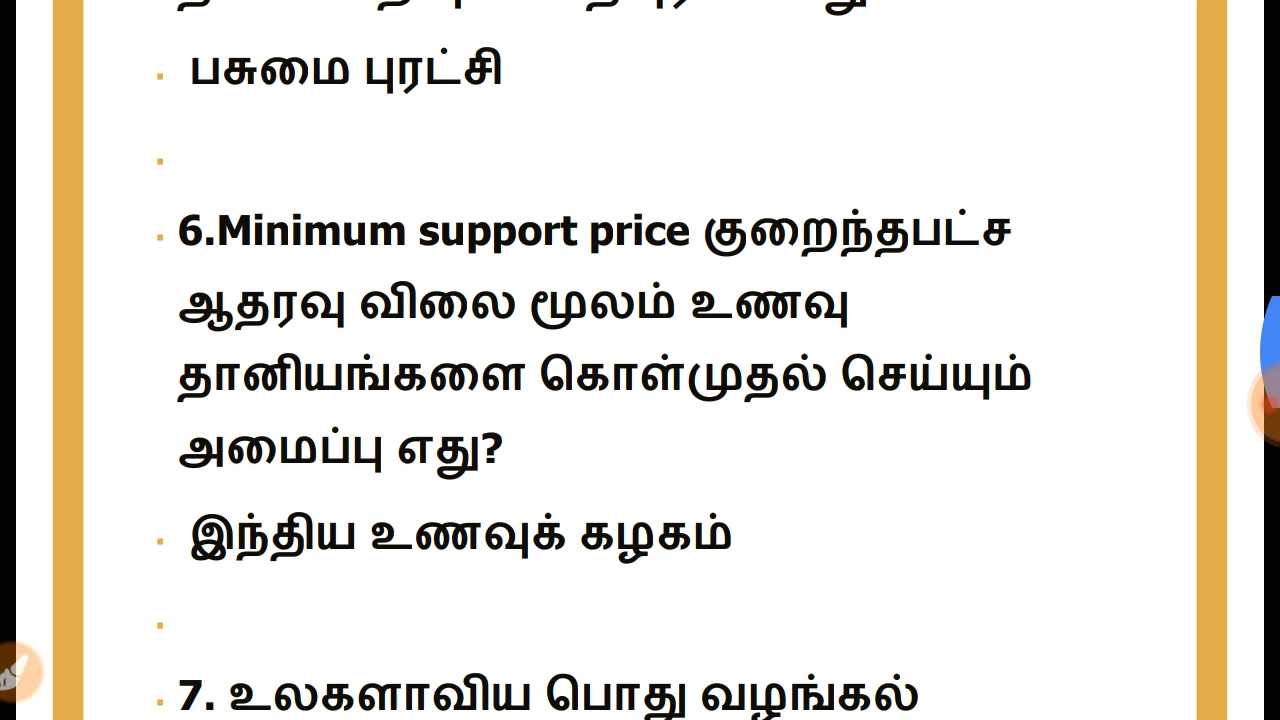 பசுமை புரட்சி
6.Minimum support price குறைந்தபட்ச
ஆதரவு விலை மூலம் உணவு
தானியங்களை கொள்முதல் செய்யும்
அமைப்பு எது?
இந்திய உணவுக் கழகம்
7. உலகளாவிய பொது வழங்கல்